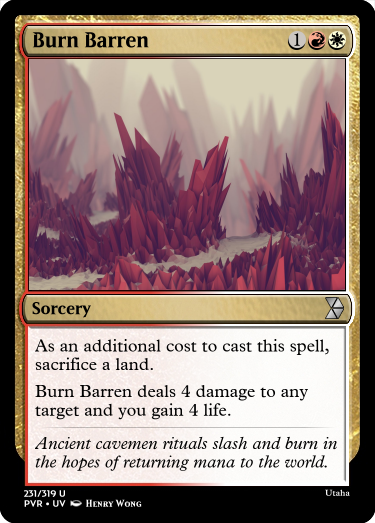 Burn Barren 1
Sorcery
As an additional cost to cast this spell,
sacrifice a land.
Burn Barren deals 4 damage to any
target and you gain 4 life.
Ancient cavemen rituals slash and burn in
the hopes of returning mana to the world.
231/319 U Utaha
PVR • UV Henry Wong